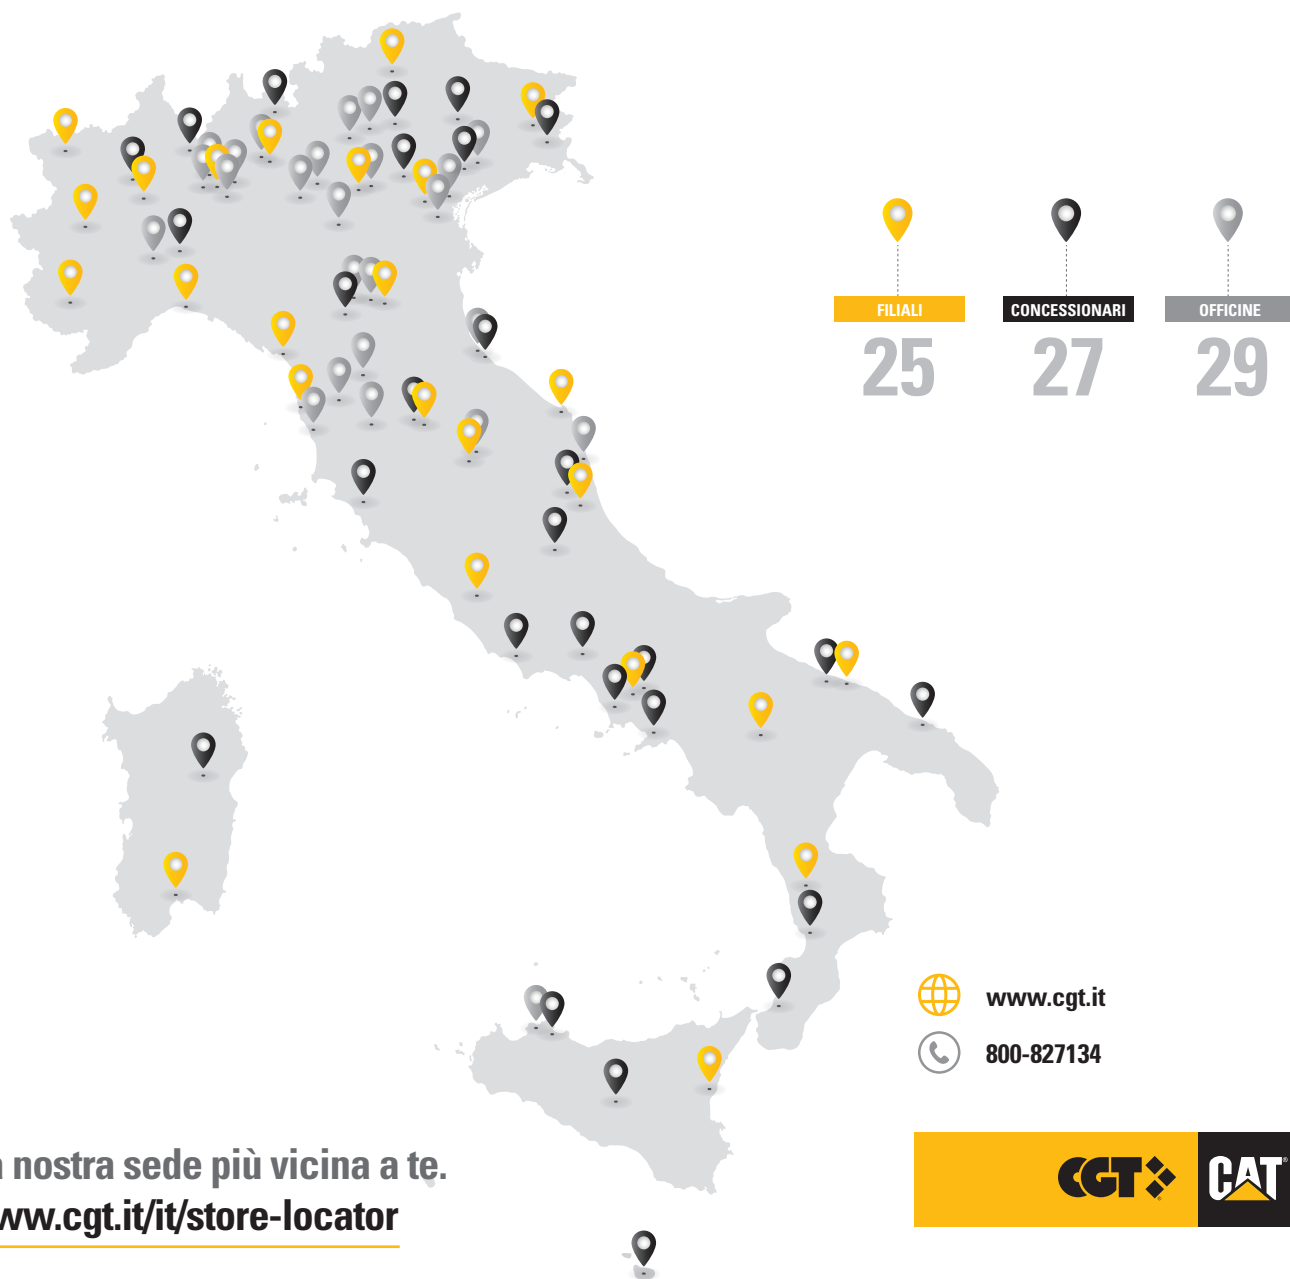 FILIALI
CONCESSIONARI
OFFICINE
25
27
29
www.cgt.it
800-827134
nostra sede più vicina a te.
ww.cgt.it/it/store-locator
CGT
CAT